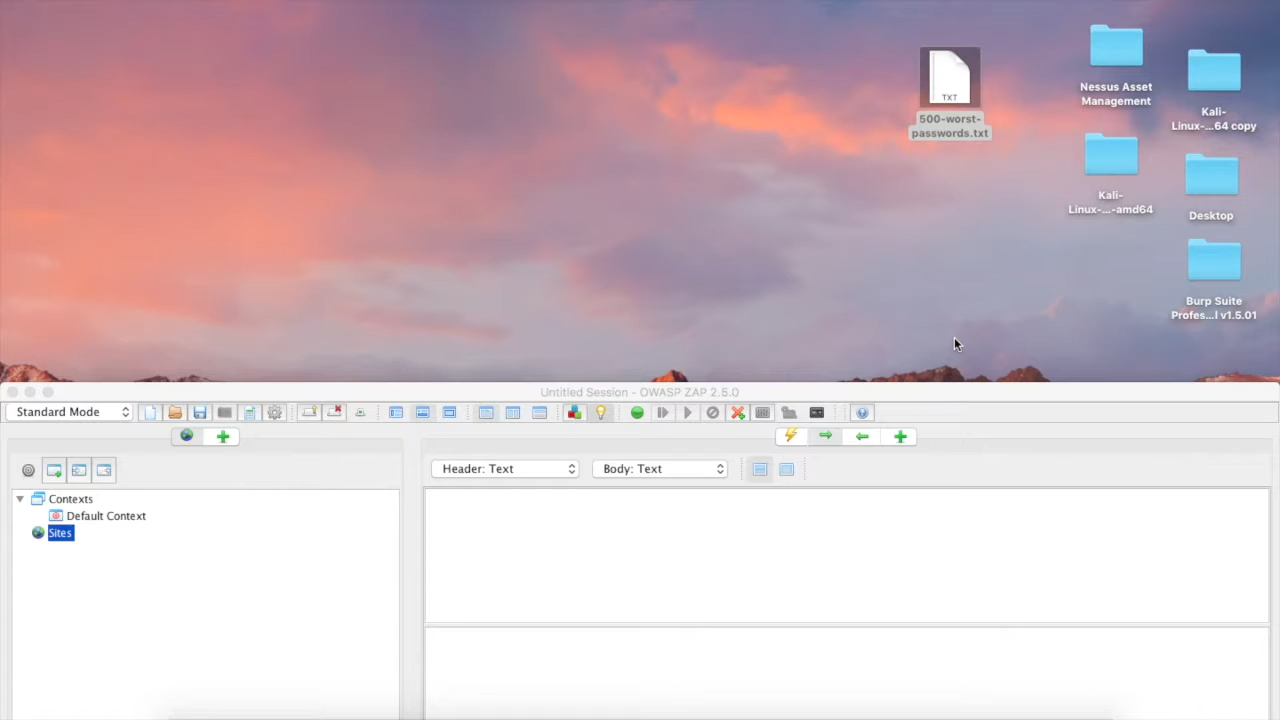 TXT
500-worst-
passwords.txt
Nessus Asset
Management
Kali-
Linux-...64 copy
Kali-
Linux-...-amd64
Desktop
Burp Suite
Profes...l v1.5.01
Untitled Session - OWASP ZAP 2.5.0
Standard Mode
Header: Text
Body: Text
Contexts
Default Context
Sites